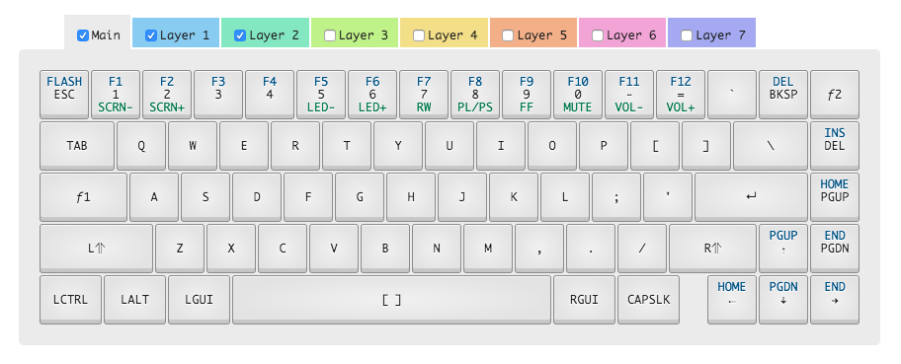 Main Layer 1 Layer 2 Layer 3 Layer 4 Layer 5 Layer 6 Layer 7
FLASH F1 F2 F3 F4 F5 F6 F7 F8 F9 F10 F11 F12 DEL
ESC 1 2 3 4 5 6 7 8 9 0 - = ` BKSP ƒ2
SCRN- SCRN+ LED- LED+ RW PL/PS FF MUTE VOL- VOL+
INS
TAB Q W E R T Y U I O P [ ] \ DEL
HOME
ƒ1 A S D F G H J K L ; ' ↵ PGUP
PGUP END
L⇑ Z X C V B N M , . / R⇑ ↑ PGDN
HOME PGDN END
LCTRL LALT LGUI [ ] RGUI CAPSLK ← ↓ →